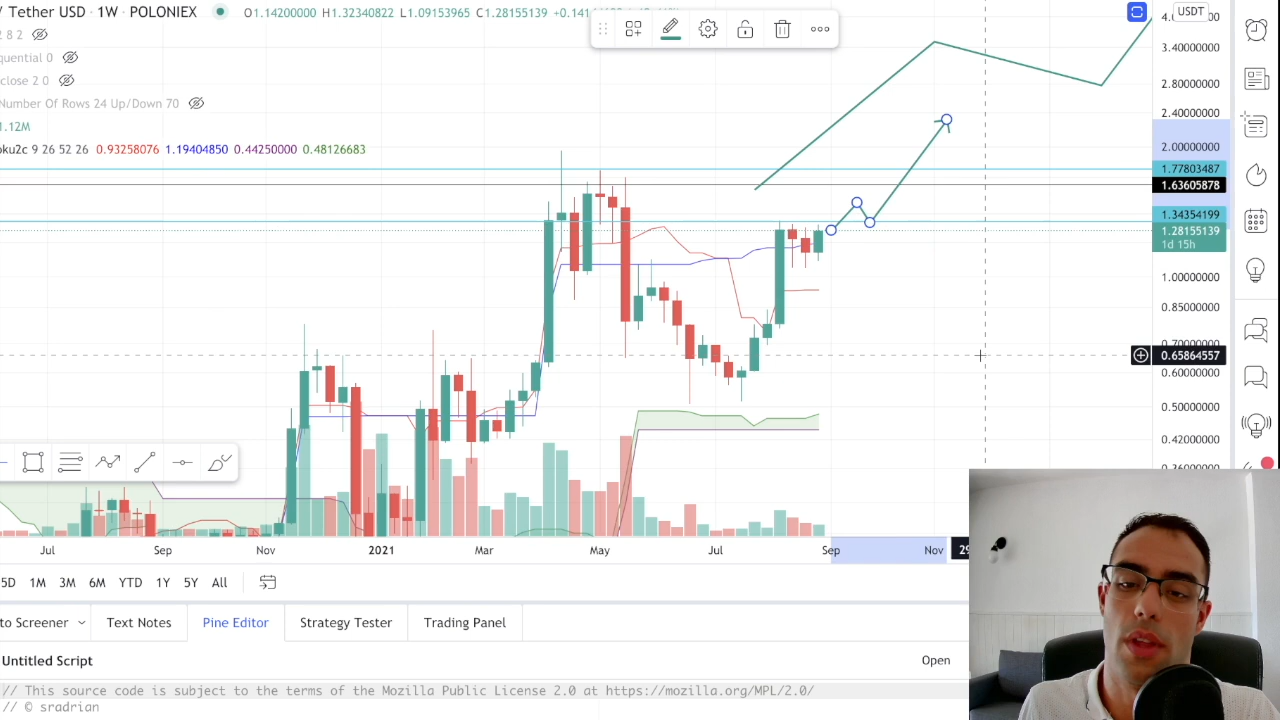 / Tether USD · 1W · POLONIEX O1.14200000 H1.32340822 L1.09153965 C1.28155139
USDT
2 8 2
quential 0
close 2 0
Number Of Rows 24 Up/Down 70
1.12M
oku2c 9 26 52 26 0.93258076 1.19404850 0.44250000 0.48126683
3.40000000
2.80000000
2.40000000
2.00000000
1.77803487
1.63605878
1.34354199
1.28155139
1d 15h
1.00000000
0.85000000
0.65864557
0.60000000
0.50000000
0.42000000
Jul Sep Nov 2021 Mar May Jul Sep Nov 29
5D 1M 3M 6M YTD 1Y 5Y All
to Screener Text Notes Pine Editor Strategy Tester Trading Panel
Untitled Script Open
// This source code is subject to the terms of the Mozilla Public License 2.0 at https://mozilla.org/MPL/2.0/
// © sradrian